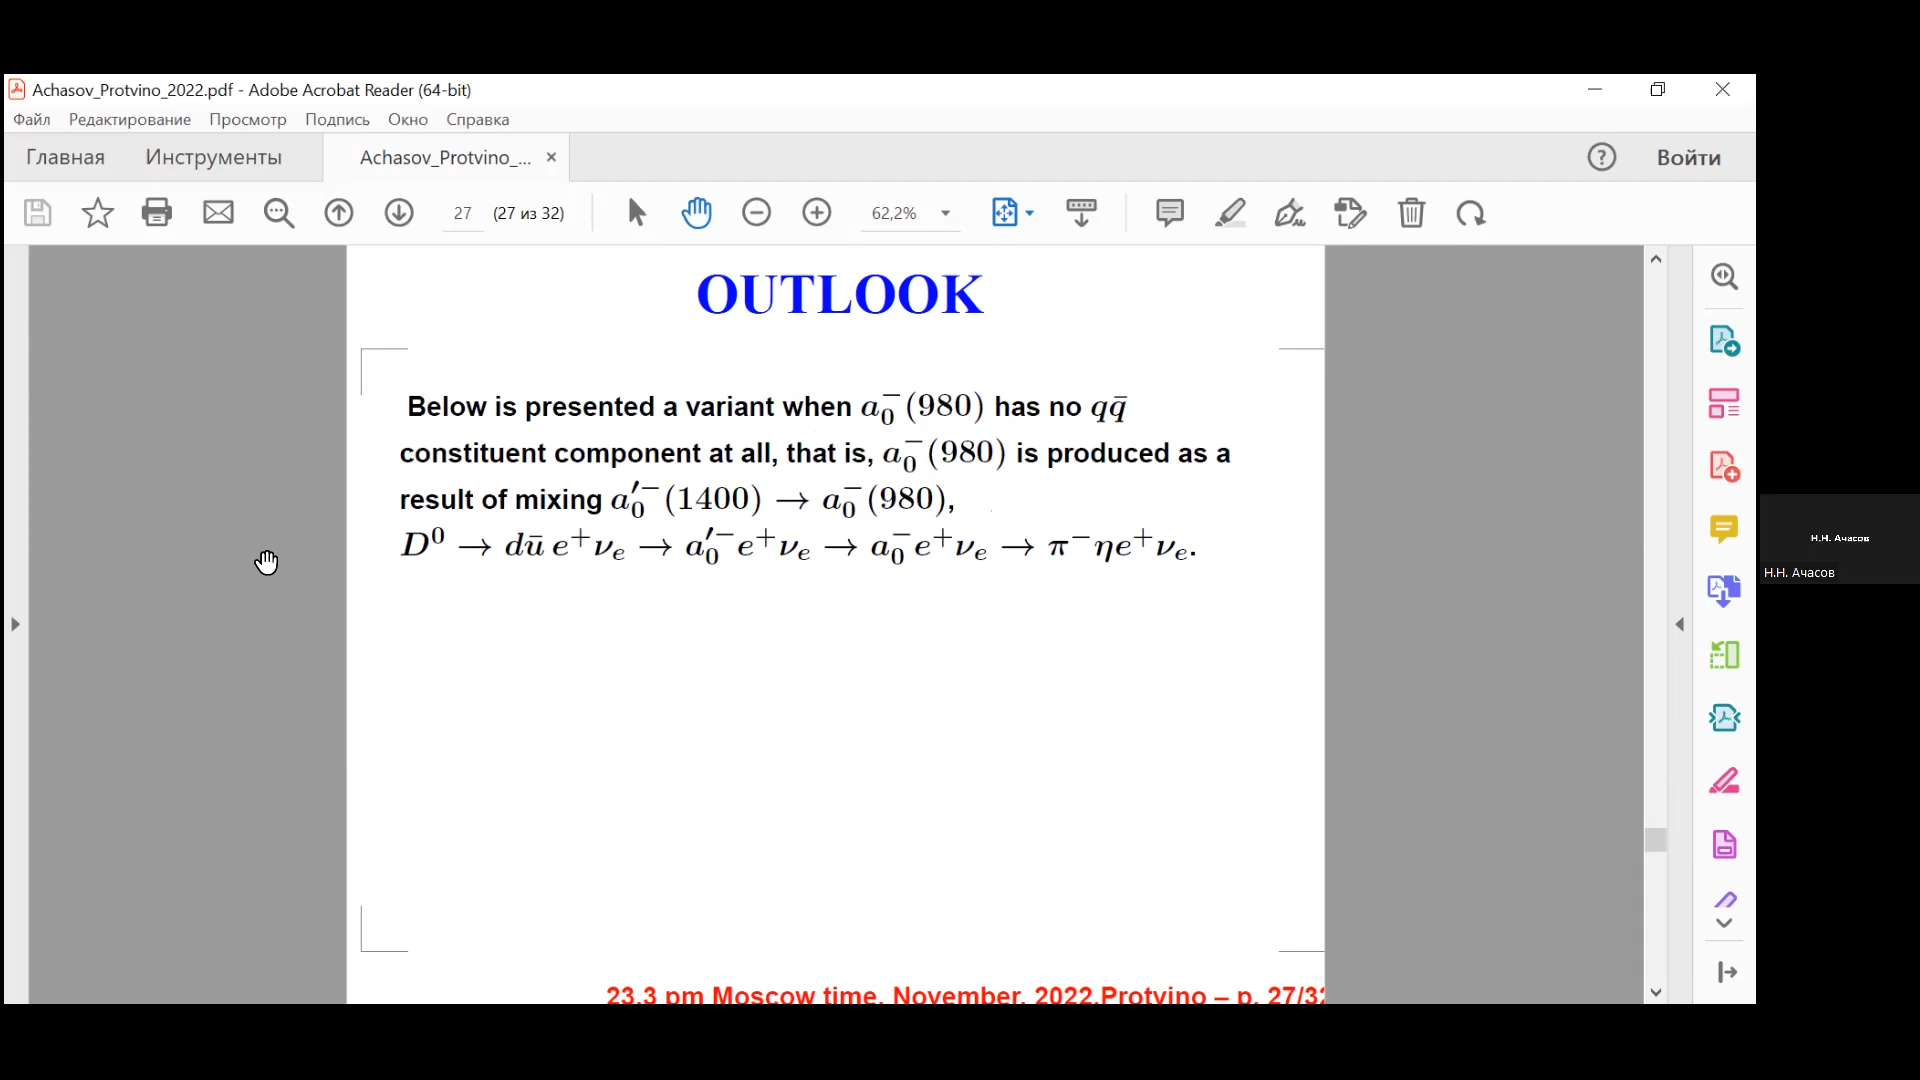 Achasov_Protvino_2022.pdf - Adobe Acrobat Reader (64-bit)
Файл Редактирование Просмотр Подпись Окно Справка
Главная Инструменты Achasov_Protvino_... × Войти
27 (27 из 32) 62,2%
OUTLOOK
Below is presented a variant when a₀⁻(980) has no qq̄
constituent component at all, that is, a₀⁻(980) is produced as a
result of mixing a₀′⁻(1400) → a₀⁻(980),
D⁰ → dū e⁺νₑ → a₀′⁻e⁺νₑ → a₀⁻e⁺νₑ → π⁻ηe⁺νₑ.
Н.Н. Ачасов
Н.Н. Ачасов
23.3 pm Moscow time, November, 2022,Protvino – p. 27/32